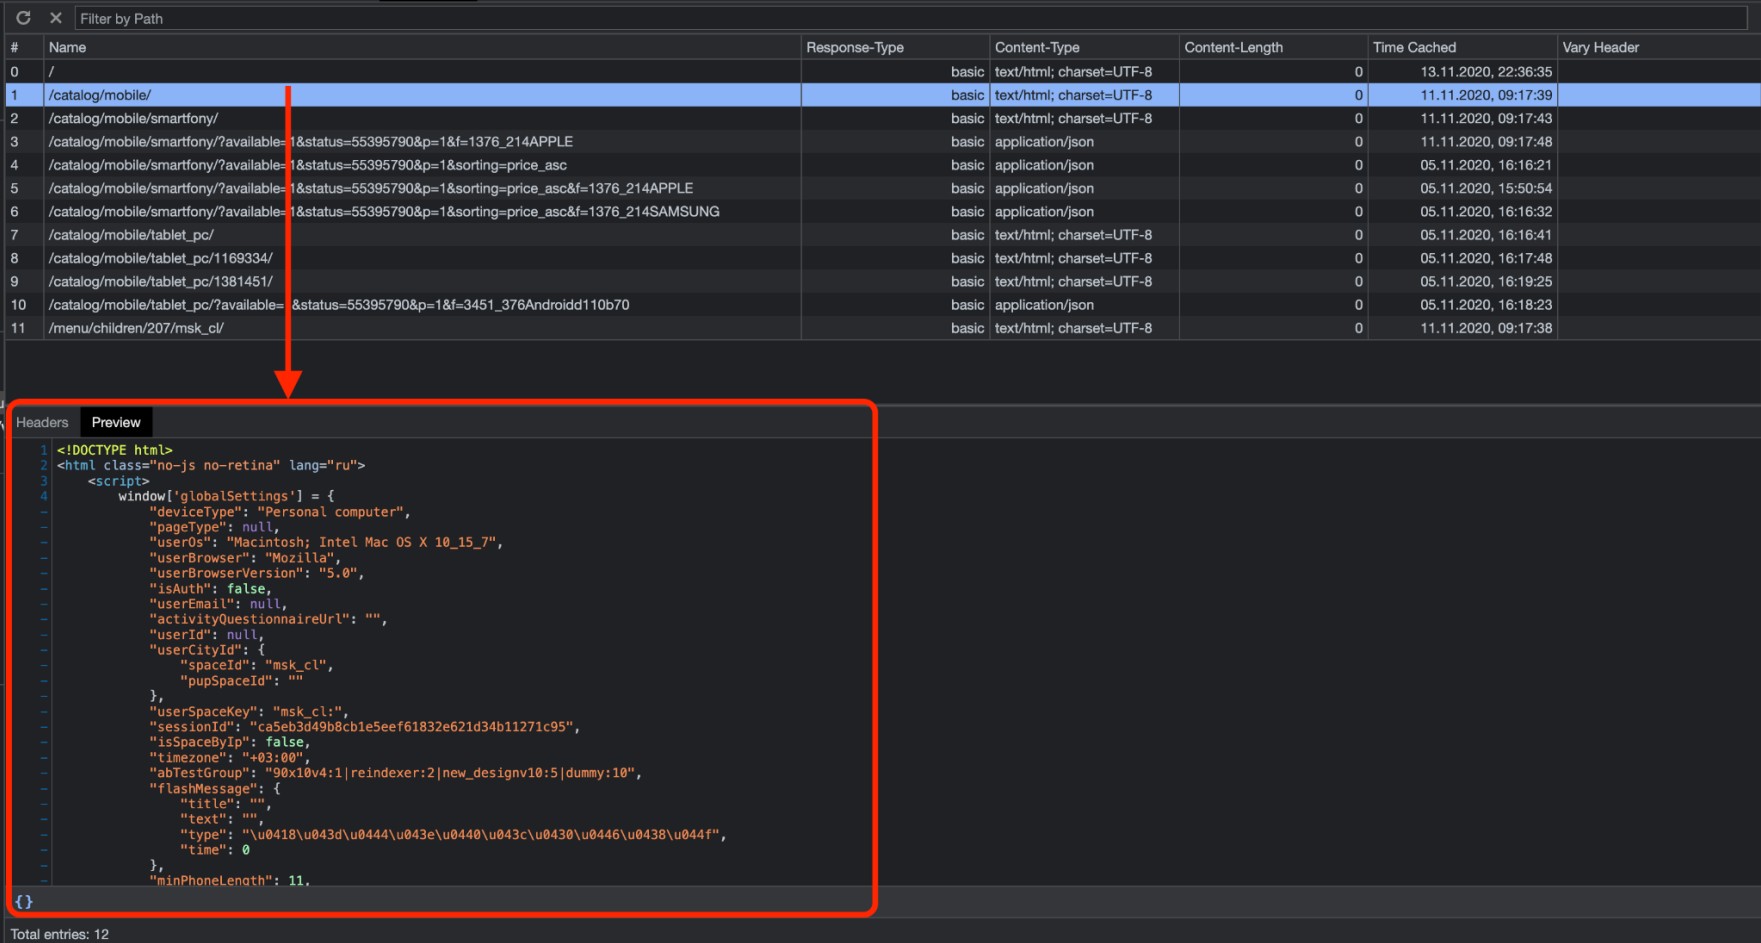 Filter by Path
# Name Response-Type Content-Type Content-Length Time Cached Vary Header
0 / basic text/html; charset=UTF-8 0 13.11.2020, 22:36:35
1 /catalog/mobile/ basic text/html; charset=UTF-8 0 11.11.2020, 09:17:39
2 /catalog/mobile/smartfony/ basic text/html; charset=UTF-8 0 11.11.2020, 09:17:43
3 /catalog/mobile/smartfony/?available=1&status=55395790&p=1&f=1376_214APPLE basic application/json 0 11.11.2020, 09:17:48
4 /catalog/mobile/smartfony/?available=1&status=55395790&p=1&sorting=price_asc basic application/json 0 05.11.2020, 16:16:21
5 /catalog/mobile/smartfony/?available=1&status=55395790&p=1&sorting=price_asc&f=1376_214APPLE basic application/json 0 05.11.2020, 15:50:54
6 /catalog/mobile/smartfony/?available=1&status=55395790&p=1&sorting=price_asc&f=1376_214SAMSUNG basic application/json 0 05.11.2020, 16:16:32
7 /catalog/mobile/tablet_pc/ basic text/html; charset=UTF-8 0 05.11.2020, 16:16:41
8 /catalog/mobile/tablet_pc/1169334/ basic text/html; charset=UTF-8 0 05.11.2020, 16:17:48
9 /catalog/mobile/tablet_pc/1381451/ basic text/html; charset=UTF-8 0 05.11.2020, 16:19:25
10 /catalog/mobile/tablet_pc/?available= &status=55395790&p=1&f=3451_376Androidd110b70 basic application/json 0 05.11.2020, 16:18:23
11 /menu/children/207/msk_cl/ basic text/html; charset=UTF-8 0 11.11.2020, 09:17:38
Headers Preview
1 <!DOCTYPE html>
2 <html class="no-js no-retina" lang="ru">
3 <script>
4 window['globalSettings'] = {
- "deviceType": "Personal computer",
- "pageType": null,
- "userOs": "Macintosh; Intel Mac OS X 10_15_7",
- "userBrowser": "Mozilla",
- "userBrowserVersion": "5.0",
- "isAuth": false,
- "userEmail": null,
- "activityQuestionnaireUrl": "",
- "userId": null,
- "userCityId": {
- "spaceId": "msk_cl",
- "pupSpaceId": ""
- },
- "userSpaceKey": "msk_cl:",
- "sessionId": "ca5eb3d49b8cb1e5eef61832e621d34b11271c95",
- "isSpaceByIp": false,
- "timezone": "+03:00",
- "abTestGroup": "90x10v4:1|reindexer:2|new_designv10:5|dummy:10",
- "flashMessage": {
- "title": "",
- "text": "",
- "type": "\u0418\u043d\u0444\u043e\u0440\u043c\u0430\u0446\u0438\u044f",
- "time": 0
- },
- "minPhoneLength": 11,
{}
Total entries: 12